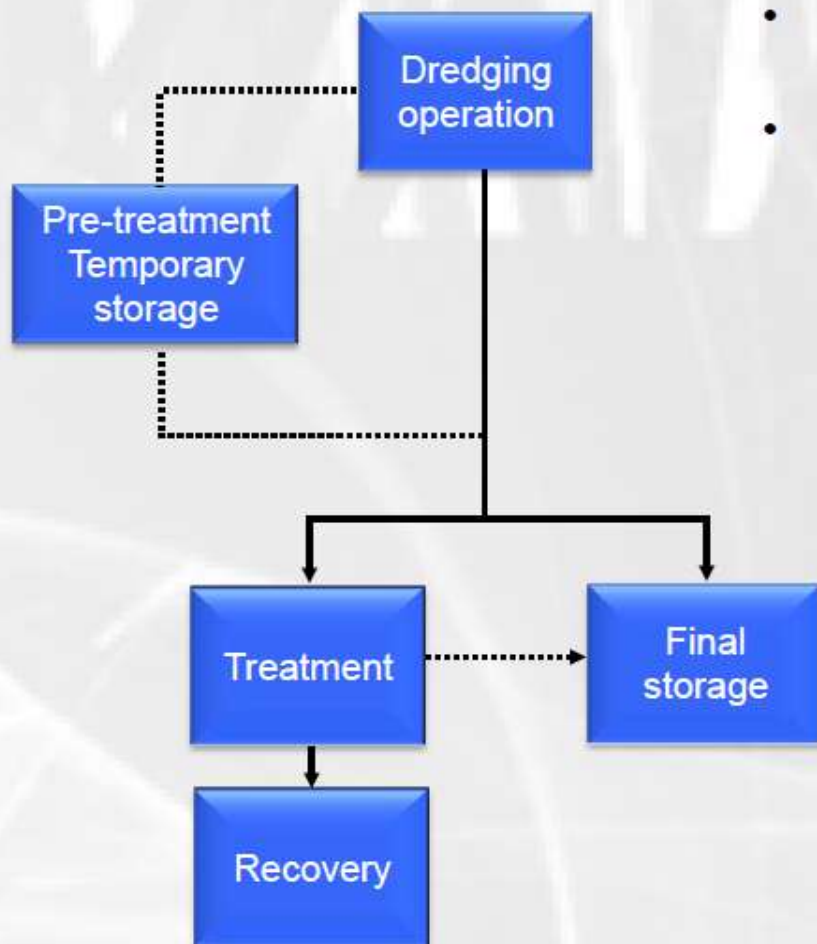 Dredging
operation
Pre-treatment
Temporary
storage
Treatment
Final
storage
Recovery